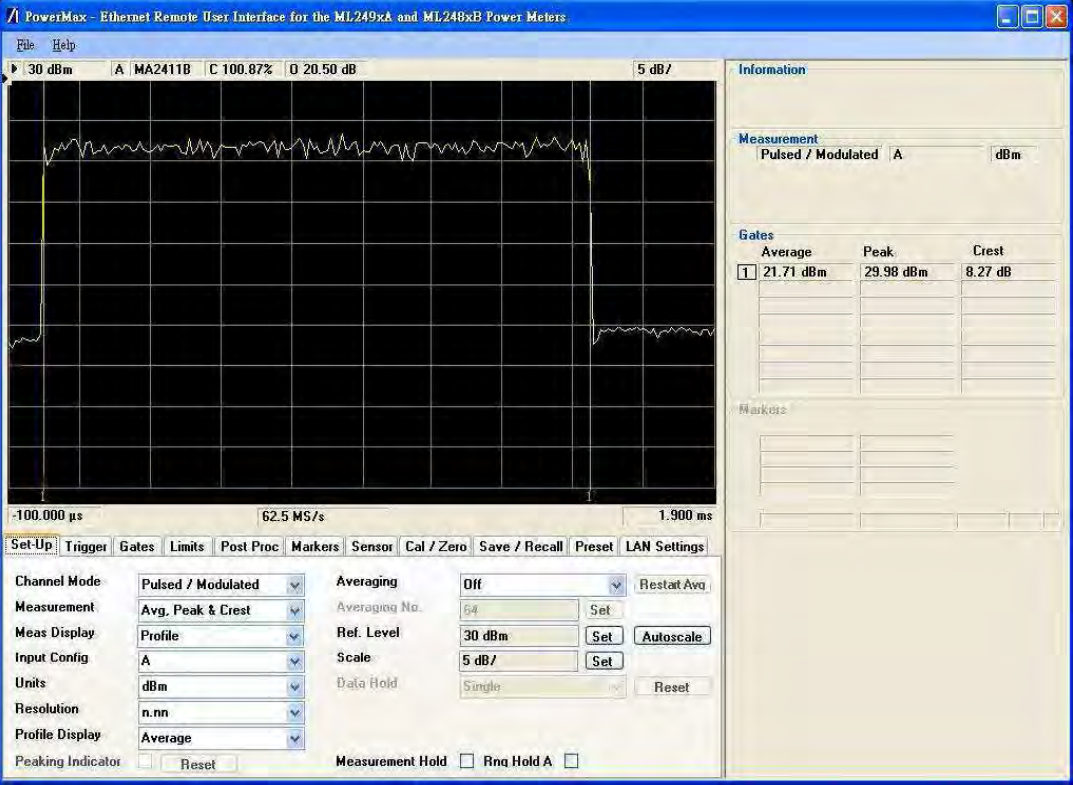 PowerMax - Ethernet Remote User Interface for the ML249xA and ML248xB Power Meters
File Help
30 dBm A MA2411B C 100.87% O 20.50 dB 5 dB/
1 1
-100.000 µs 62.5 MS/s 1.900 ms
Information
Measurement
Pulsed / Modulated A dBm
Gates
Average Peak Crest
1 21.71 dBm 29.98 dBm 8.27 dB
Markers
Set-Up Trigger Gates Limits Post Proc Markers Sensor Cal / Zero Save / Recall Preset LAN Settings
Channel Mode Pulsed / Modulated Averaging Off Restart Avg
Measurement Avg, Peak & Crest Averaging No. 64 Set
Meas Display Profile Ref. Level 30 dBm Set Autoscale
Input Config A Scale 5 dB/ Set
Units dBm Data Hold Single Reset
Resolution n.nn
Profile Display Average
Peaking Indicator Reset Measurement Hold Rng Hold A